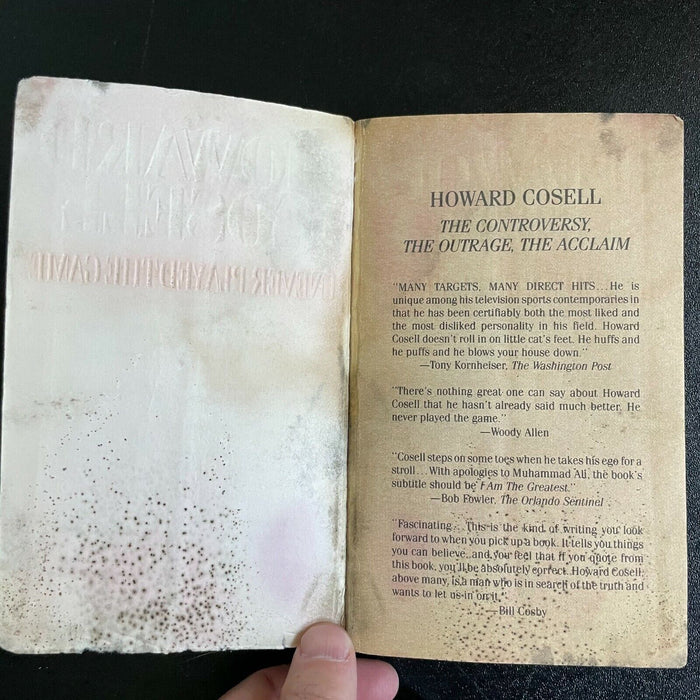 HOWARD
COSELL
I NEVER PLAYED THE GAME
HOWARD COSELL
THE CONTROVERSY,
THE OUTRAGE, THE ACCLAIM
"MANY TARGETS, MANY DIRECT HITS... He is
unique among his television sports contemporaries in
that he has been certifiably both the most liked and
the most disliked personality in his field. Howard
Cosell doesn't roll in on little cat's feet. He huffs and
he puffs and he blows your house down."
—Tony Kornheiser, The Washington Post
"There's nothing great one can say about Howard
Cosell that he hasn't already said much better. He
never played the game."
—Woody Allen
"Cosell steps on some toes when he takes his ego for a
stroll... With apologies to Muhammad Ali, the book's
subtitle should be I Am The Greatest."
—Bob Fowler, The Orlando Sentinel
"Fascinating... This is the kind of writing you look
forward to when you pick up a book. It tells you things
you can believe...and you feel that if you quote from
this book, you'll be absolutely correct. Howard Cosell,
above many, is a man who is in search of the truth and
wants to let us in on it."
—Bill Cosby